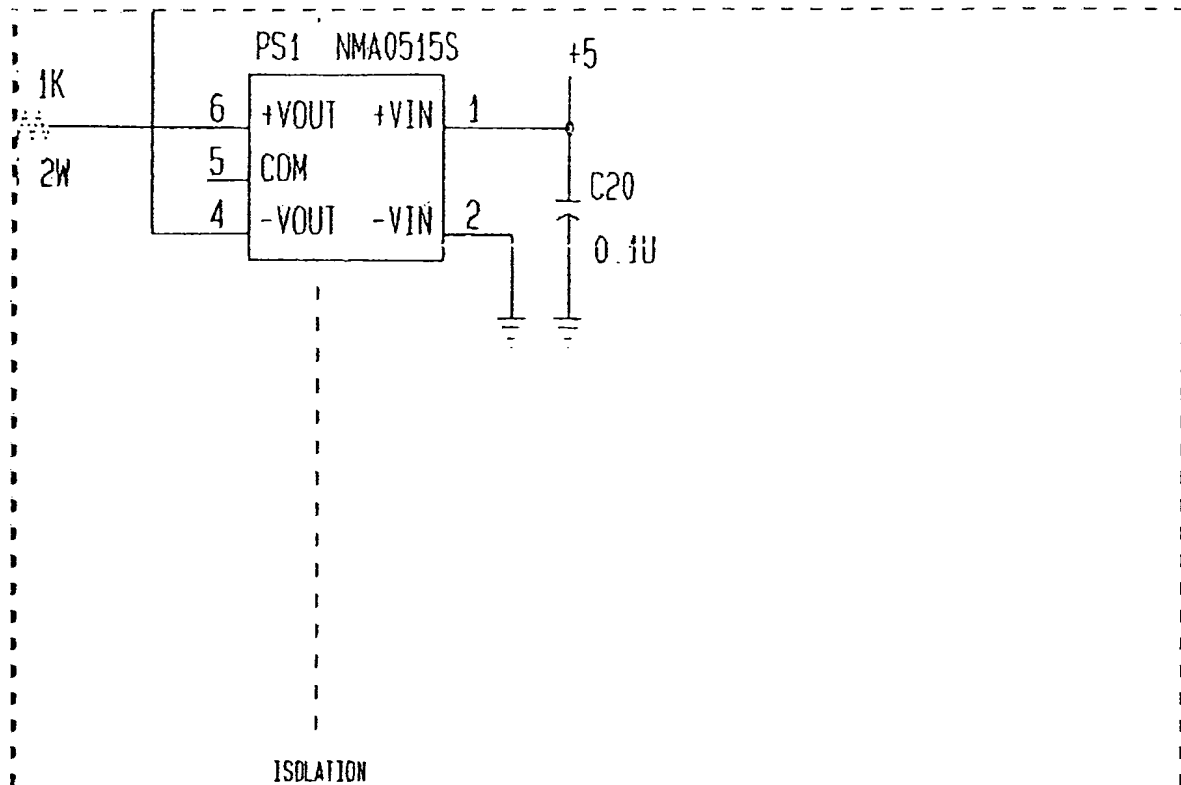 PS1 NMA0515S
+5
1K
6 +VOUT +VIN 1
5 COM
2W
C20
4 -VOUT -VIN 2
0.1U
ISOLATION